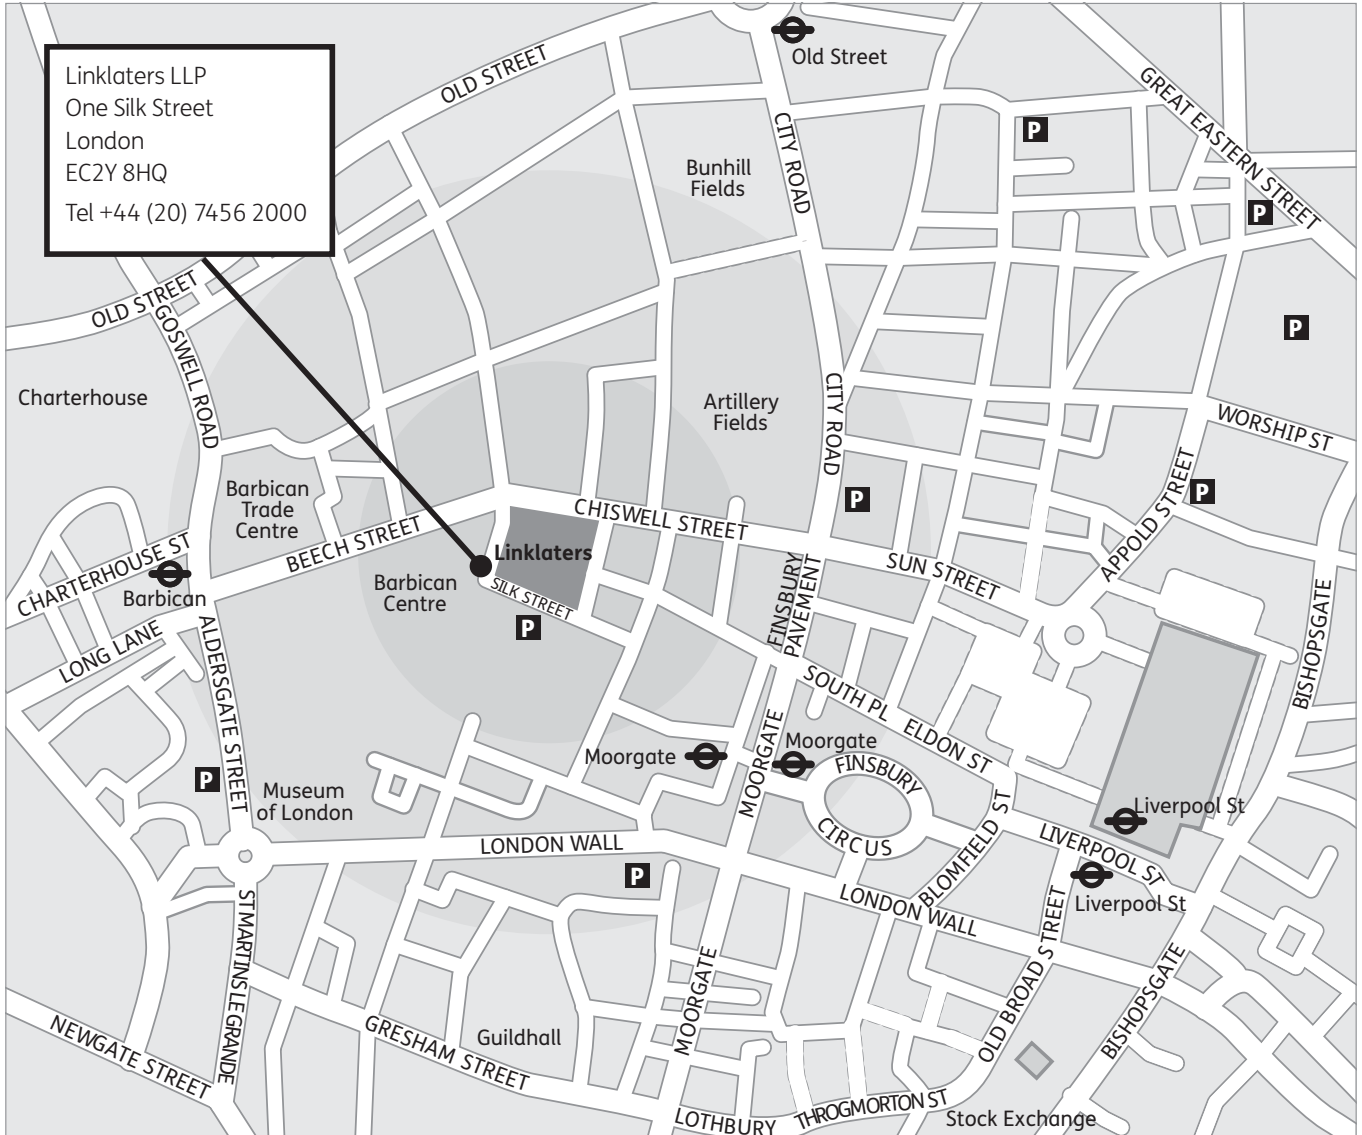 Linklaters LLP
One Silk Street
London
EC2Y 8HQ
Tel +44 (20) 7456 2000
Old Street
OLD STREET
GREAT EASTERN STREET
P
CITY ROAD
Bunhill
Fields
P
OLD STREET
GOSWELL ROAD
P
Charterhouse
Artillery
Fields
CITY ROAD
WORSHIP ST
Barbican
Trade
Centre
P
P
APPOLD STREET
CHISWELL STREET
BEECH STREET
CHARTERHOUSE ST
Linklaters
SUN STREET
Barbican
Barbican
Centre
SILK STREET
P
FINSBURY
PAVEMENT
BISHOPSGATE
LONG LANE
ALDERSGATE STREET
SOUTH PL
ELDON ST
Moorgate
Moorgate
MOORGATE
P
Museum
of London
FINSBURY
CIRCUS
Liverpool St
BLOMFIELD ST
LIVERPOOL ST
LONDON WALL
P
Liverpool St
LONDON WALL
ST MARTINS LE GRANDE
OLD BROAD STREET
MOORGATE
BISHOPSGATE
NEWGATE STREET
GRESHAM STREET
Guildhall
LOTHBURY
THROGMORTON ST
Stock Exchange